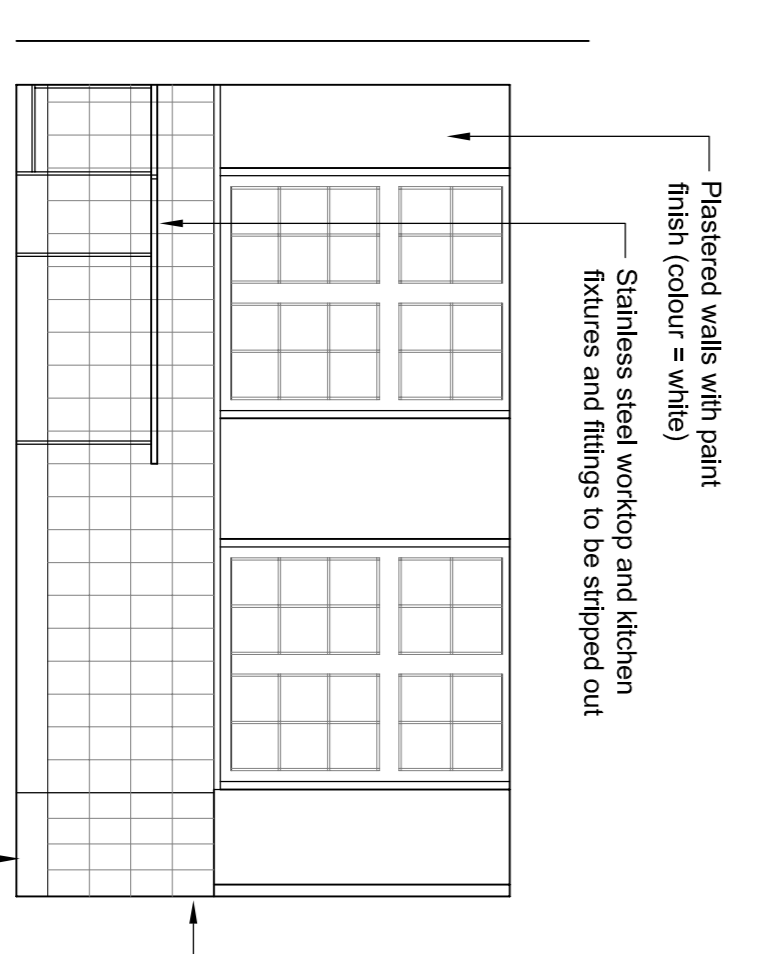 Plastered walls with paint
finish (colour = white)
Stainless steel worktop and kitchen
fixtures and fittings to be stripped out